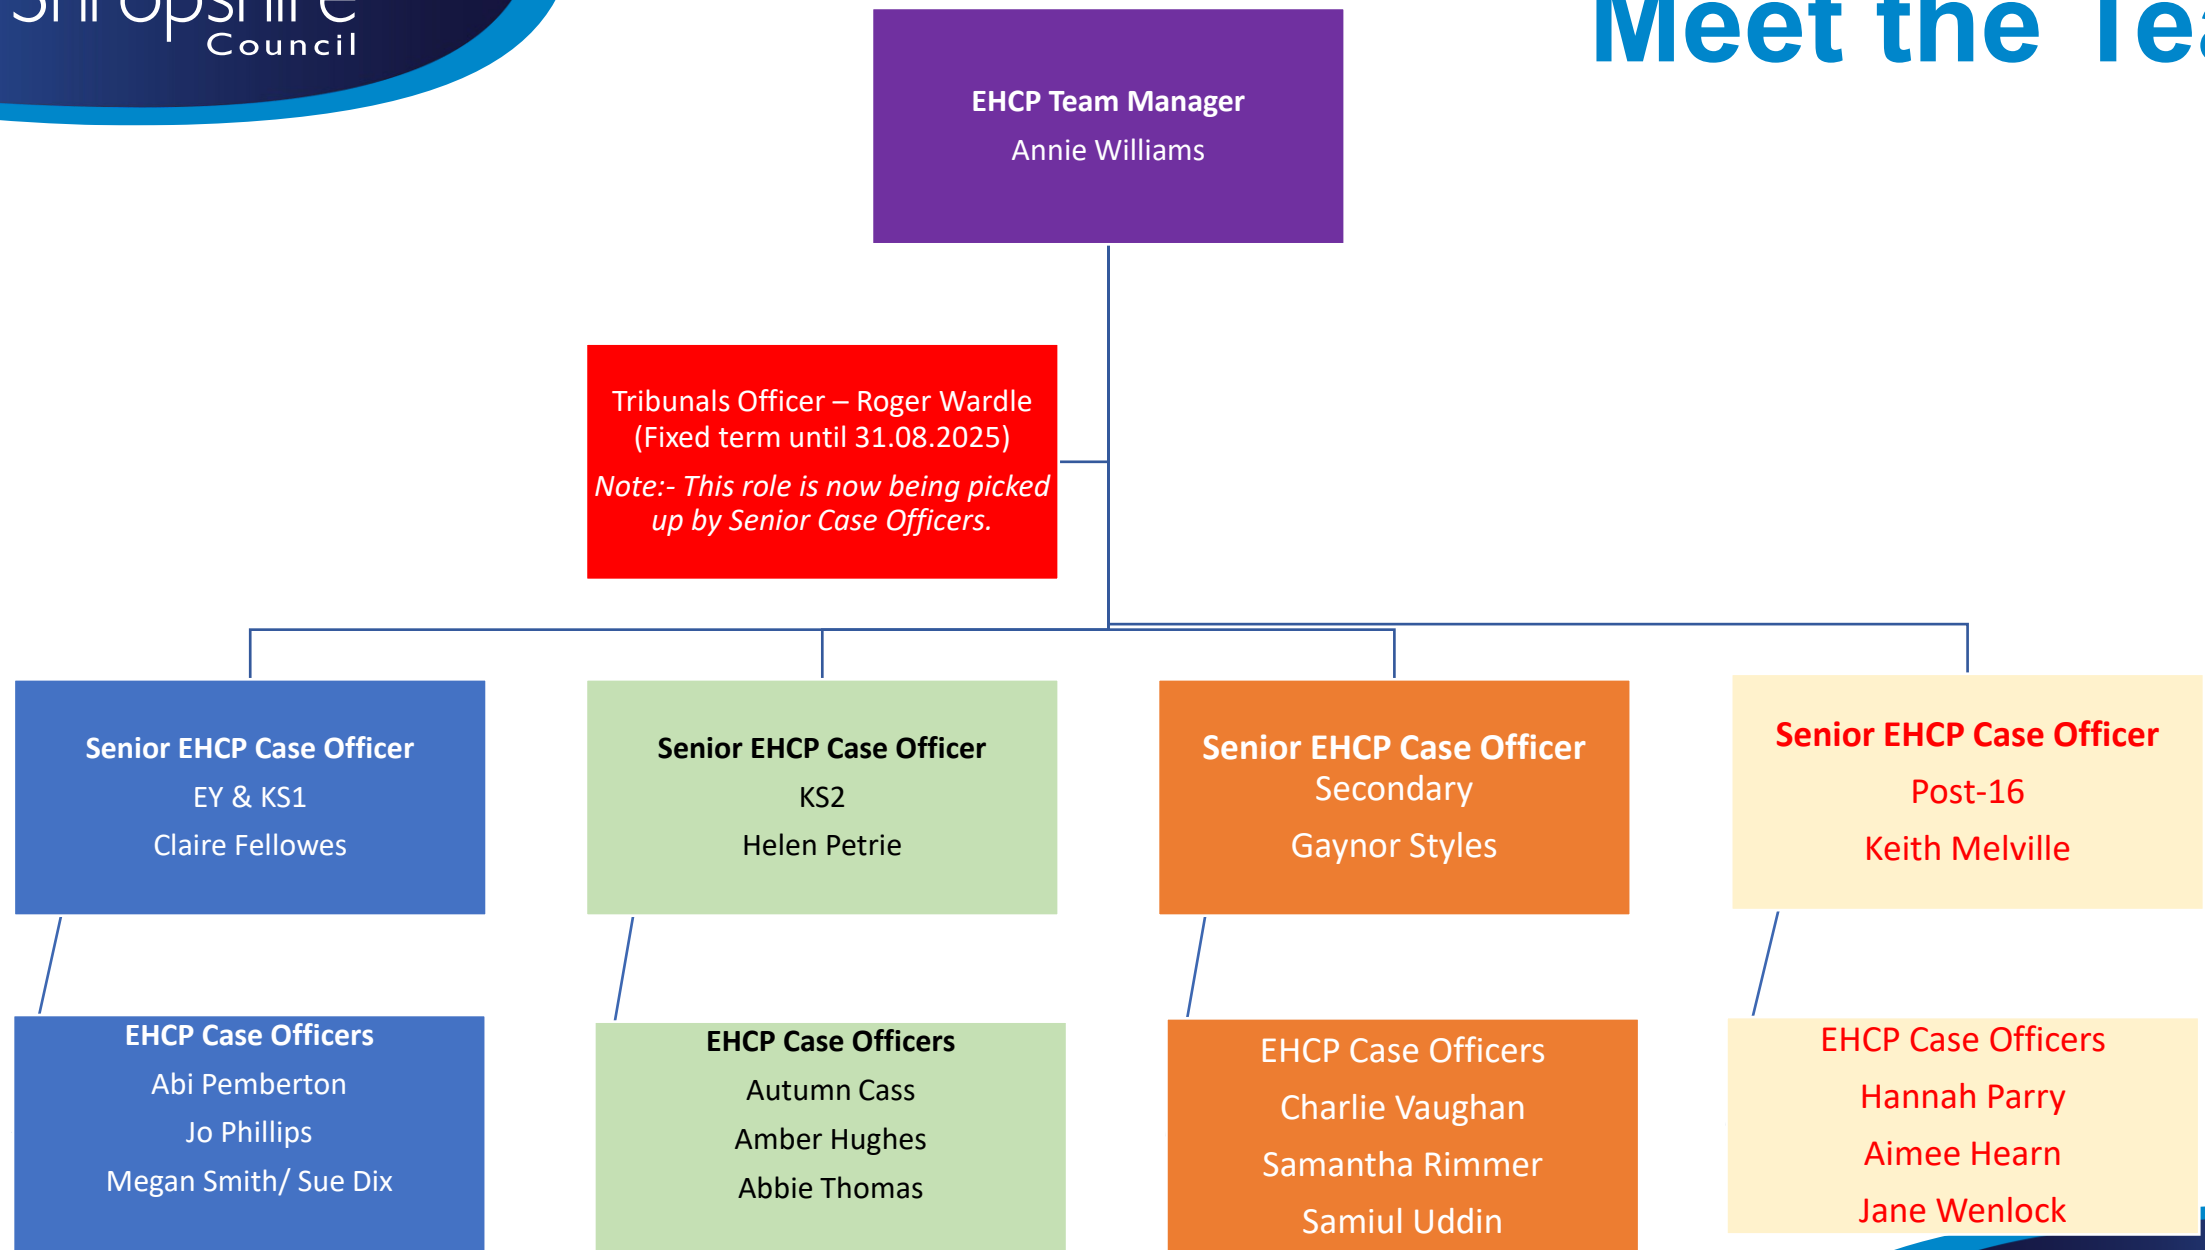 Shropshire
Council
Meet the Tea
EHCP Team Manager
Annie Williams
Tribunals Officer – Roger Wardle
(Fixed term until 31.08.2025)
Note:- This role is now being picked
up by Senior Case Officers.
Senior EHCP Case Officer
EY & KS1
Claire Fellowes
Senior EHCP Case Officer
KS2
Helen Petrie
Senior EHCP Case Officer
Secondary
Gaynor Styles
Senior EHCP Case Officer
Post-16
Keith Melville
EHCP Case Officers
Abi Pemberton
Jo Phillips
Megan Smith/ Sue Dix
EHCP Case Officers
Autumn Cass
Amber Hughes
Abbie Thomas
EHCP Case Officers
Charlie Vaughan
Samantha Rimmer
Samiul Uddin
EHCP Case Officers
Hannah Parry
Aimee Hearn
Jane Wenlock